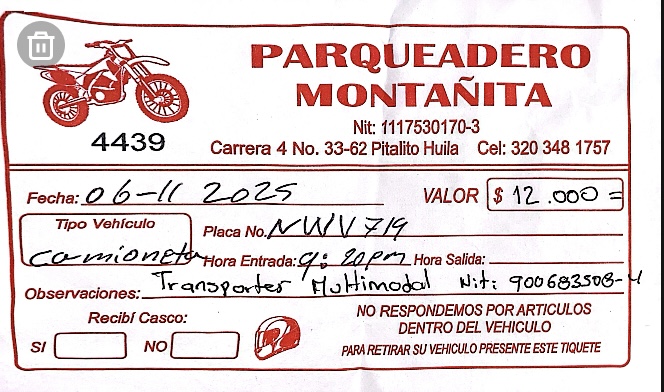 PARQUEADERO
MONTAÑITA
Nit: 1117530170-3
4439
Carrera 4 No. 33-62 Pitalito Huila Cel: 320 348 1757
Fecha: 06-11 2025 VALOR $ 12.000=
Tipo Vehículo
Placa No. NWV719
camioneta Hora Entrada: 9:20pm Hora Salida:
Observaciones: Transportes Multimodal Nit: 900683508-4
Recibí Casco:
NO RESPONDEMOS POR ARTICULOS
DENTRO DEL VEHICULO
SI NO
PARA RETIRAR SU VEHICULO PRESENTE ESTE TIQUETE